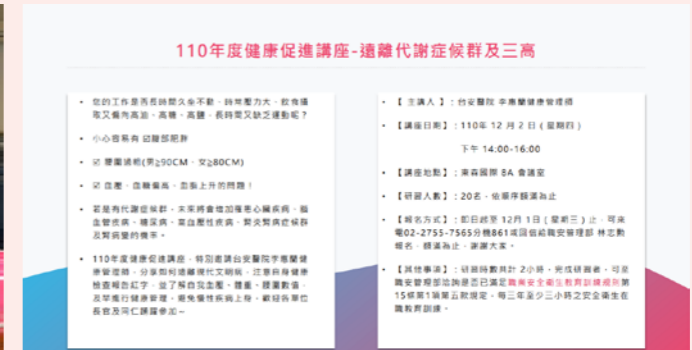 110年度健康促進講座-遠離代謝症候群及三高
• 您的工作是否長時間久坐不動、時常壓力大、飲食攝
取又偏向高油、高糖、高鹽、長時間又缺乏運動呢？
• 小心容易有 ☑腹部肥胖
• ☑ 腰圍過粗(男≧90CM、女≧80CM)
• ☑ 血壓、血糖偏高、血脂上升的問題！
• 若是有代謝症候群，未來將會增加罹患心臟疾病、腦
血管疾病、糖尿病、高血壓性疾病、腎炎腎病症候群
及腎病變的機率。
• 110年度健康促進講座，特別邀請台安醫院李惠蘭健
康管理師，分享如何遠離現代文明病，注意自身健康
檢查報告紅字，並了解自我血壓、體重、腰圍數值，
及早進行健康管理，避免慢性疾病上身，歡迎各單位
長官及同仁踴躍參加~
• 【 主講人 】：台安醫院 李惠蘭健康管理師
• 【講座日期】：110年 12 月 2 日 ( 星期四 )
下午 14:00-16:00
• 【講座地點】：東森國際 8A 會議室
• 【研習人數】：20名，依順序額滿為止
• 【報名方式】：即日起至 12月 1日 ( 星期三 ) 止，可來
電02-2755-7565分機861或回信給職安管理部 林志勳
報名，額滿為止，謝謝大家。
• 【其他事項】：研習時數共計 2小時，完成研習者，可至
職安管理部洽詢是否已滿足職業安全衛生教育訓練規則第
15條第1項第五款規定，每三年至少三小時之安全衛生在
職教育訓練。